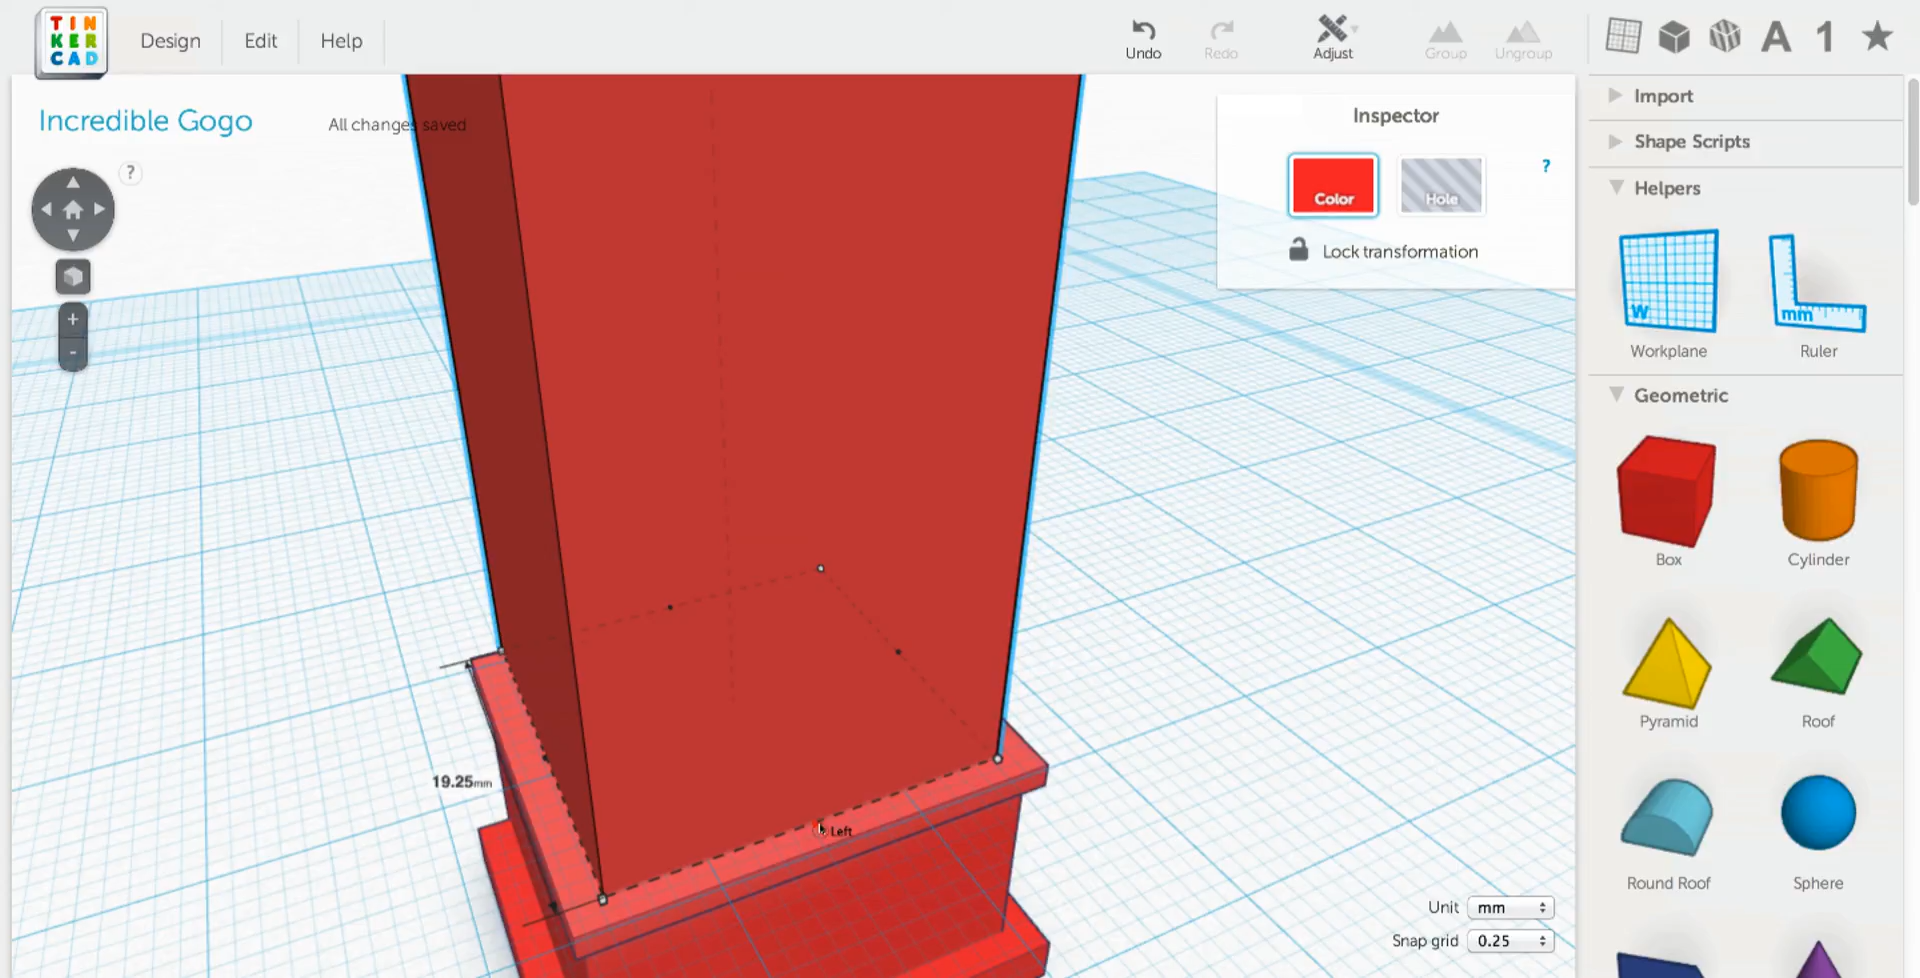 TIN
KER
CAD
Design
Edit
Help
Undo
Redo
Adjust
Group
Ungroup
A
1
Incredible Gogo
All changes saved
?
+
-
Inspector
Color
Hole
?
Lock transformation
Import
Shape Scripts
Helpers
W
mm
Workplane
Ruler
Geometric
Box
Cylinder
Pyramid
Roof
Round Roof
Sphere
19.25mm
Left
Unit
mm
Snap grid
0.25